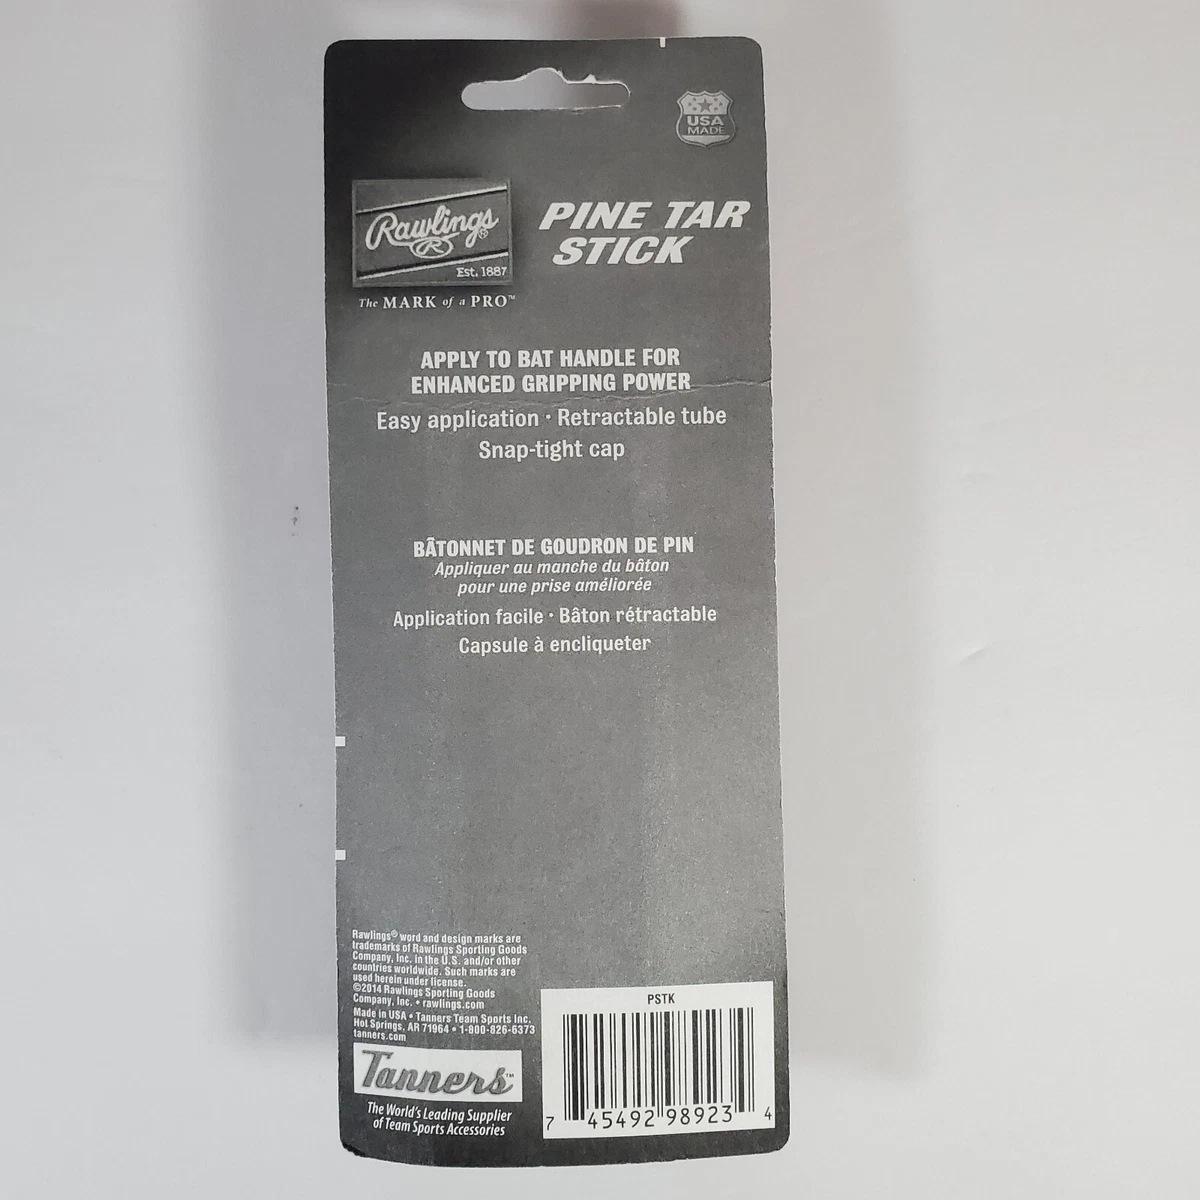 USA
MADE
Rawlings®
R
Est. 1887
The MARK of a PRO™
PINE TAR
STICK
APPLY TO BAT HANDLE FOR
ENHANCED GRIPPING POWER
Easy application • Retractable tube
Snap-tight cap
BÂTONNET DE GOUDRON DE PIN
Appliquer au manche du bâton
pour une prise améliorée
Application facile • Bâton rétractable
Capsule à encliqueter
Rawlings® word and design marks are
trademarks of Rawlings Sporting Goods
Company, Inc. in the U.S. and/or other
countries worldwide. Such marks are
used herein under license.
©2014 Rawlings Sporting Goods
Company, Inc. • rawlings.com
Made in USA • Tanners Team Sports Inc.
Hot Springs, AR 71964 • 1-800-826-6373
tanners.com
Tanners™
The World's Leading Supplier
of Team Sports Accessories
PSTK
7 45492 98923 4